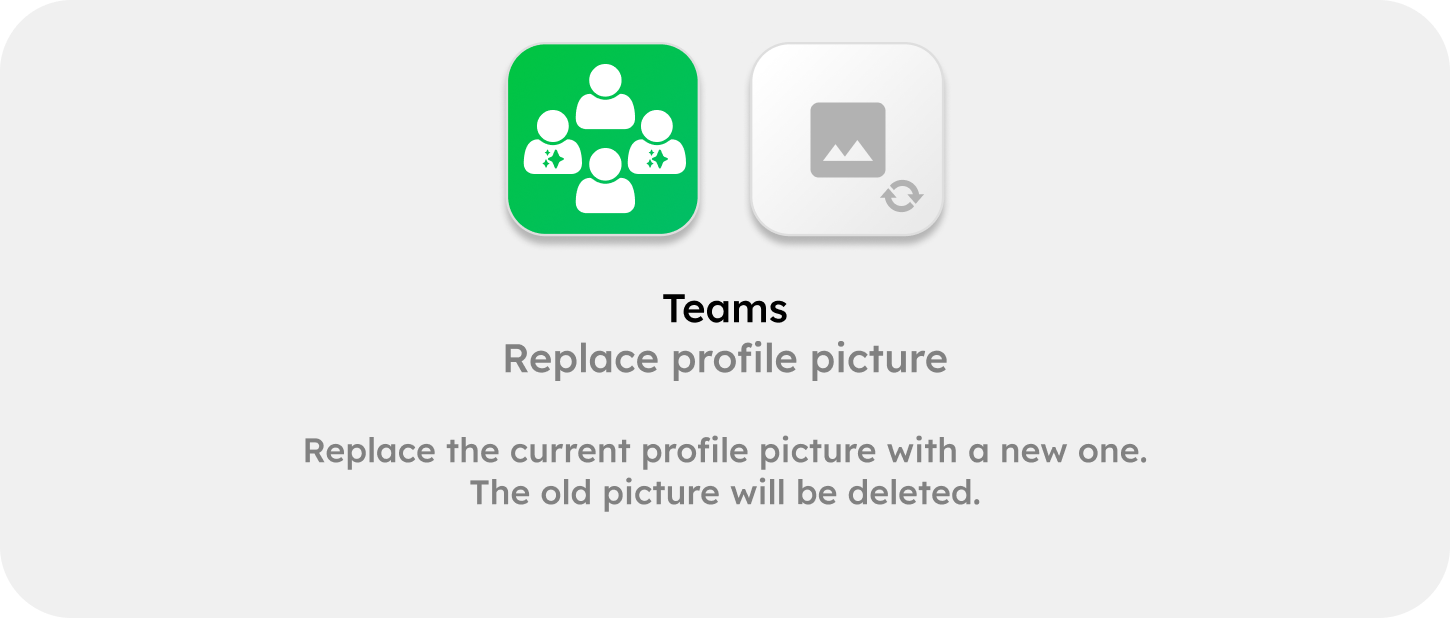 Teams
Replace profile picture
Replace the current profile picture with a new one.
The old picture will be deleted.